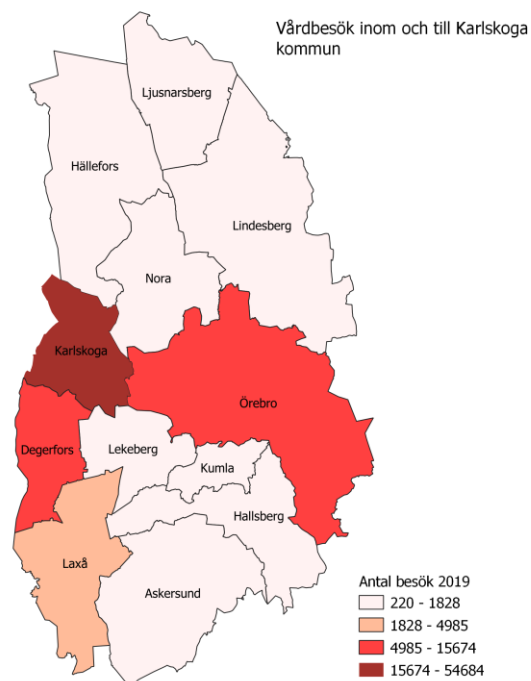 Vårdbesök inom och till Karlskoga
kommun
Ljusnarsberg
Hällefors
Lindesberg
Nora
Karlskoga
Örebro
Degerfors
Lekeberg
Kumla
Hallsberg
Laxå
Askersund
Antal besök 2019
220 - 1828
1828 - 4985
4985 - 15674
15674 - 54684